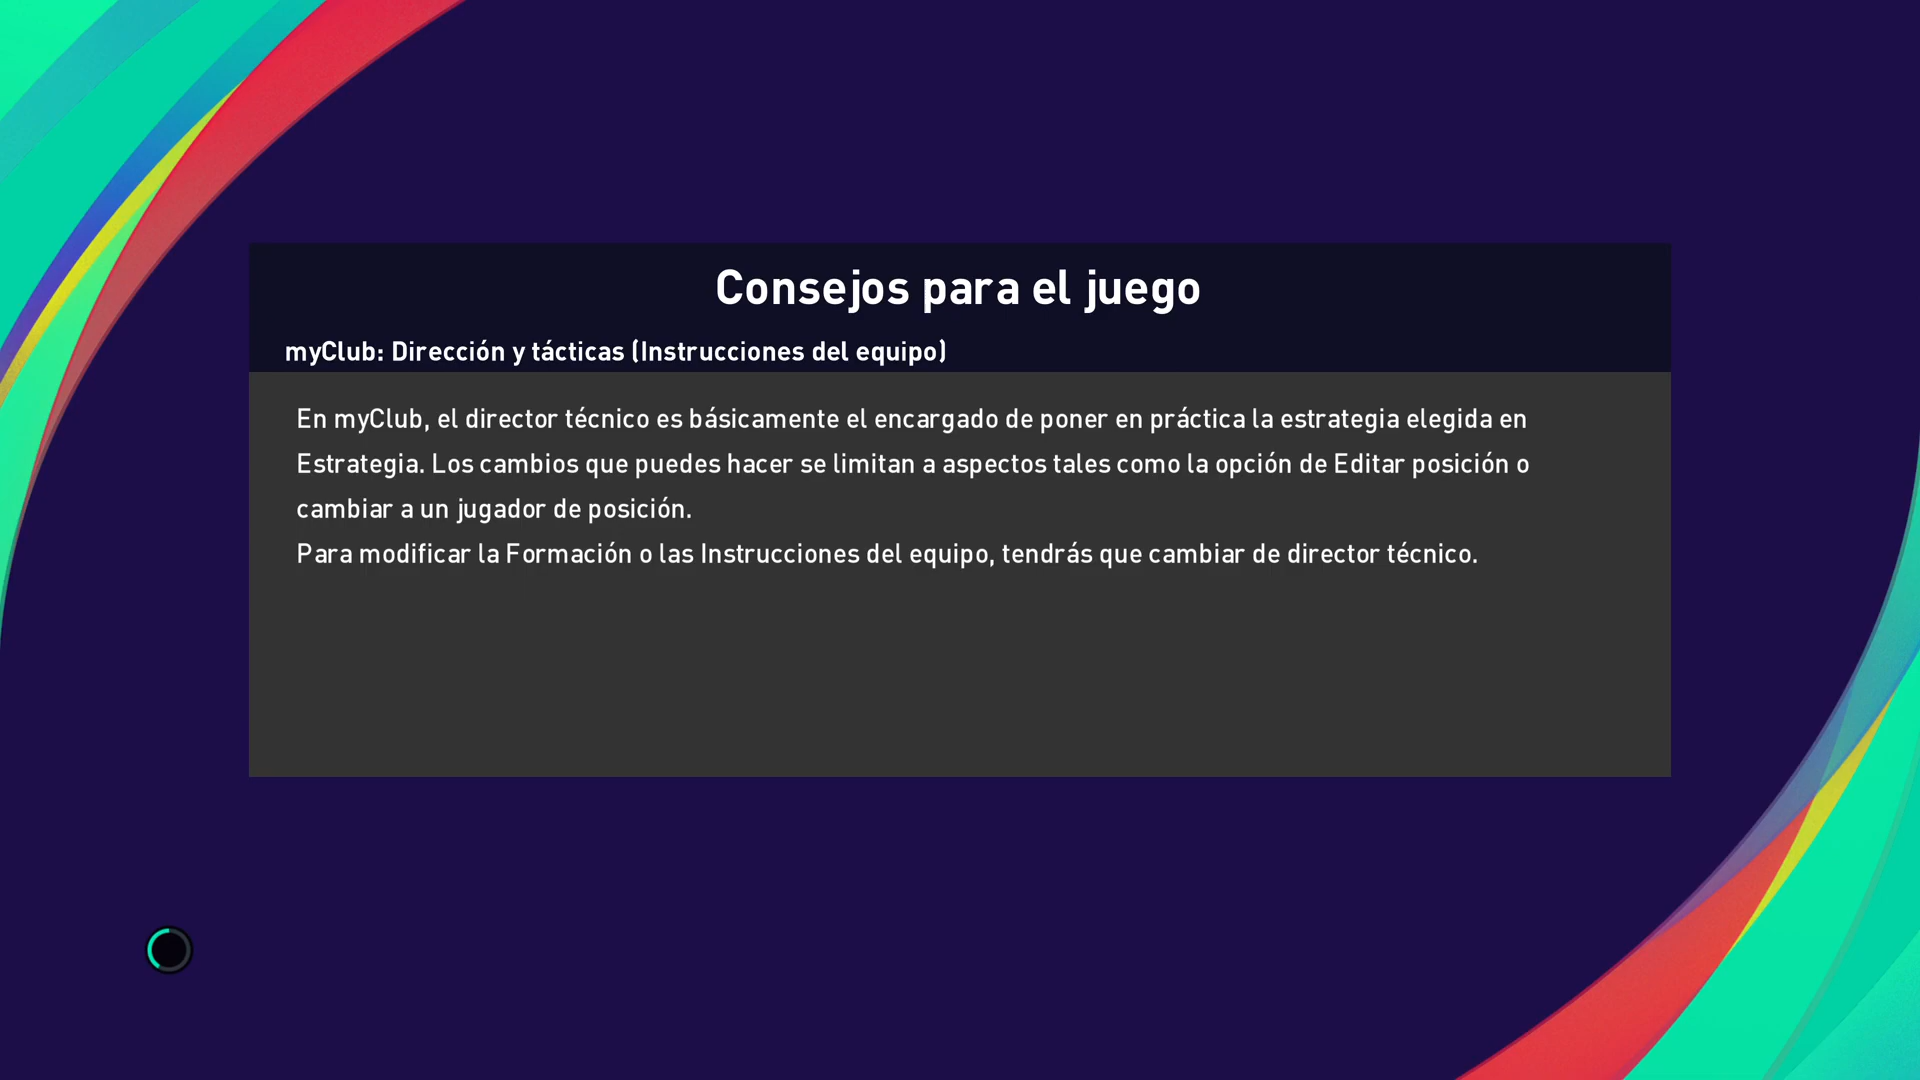 Consejos para el juego
myClub: Dirección y tácticas (Instrucciones del equipo)
En myClub, el director técnico es básicamente el encargado de poner en práctica la estrategia elegida en
Estrategia. Los cambios que puedes hacer se limitan a aspectos tales como la opción de Editar posición o
cambiar a un jugador de posición.
Para modificar la Formación o las Instrucciones del equipo, tendrás que cambiar de director técnico.